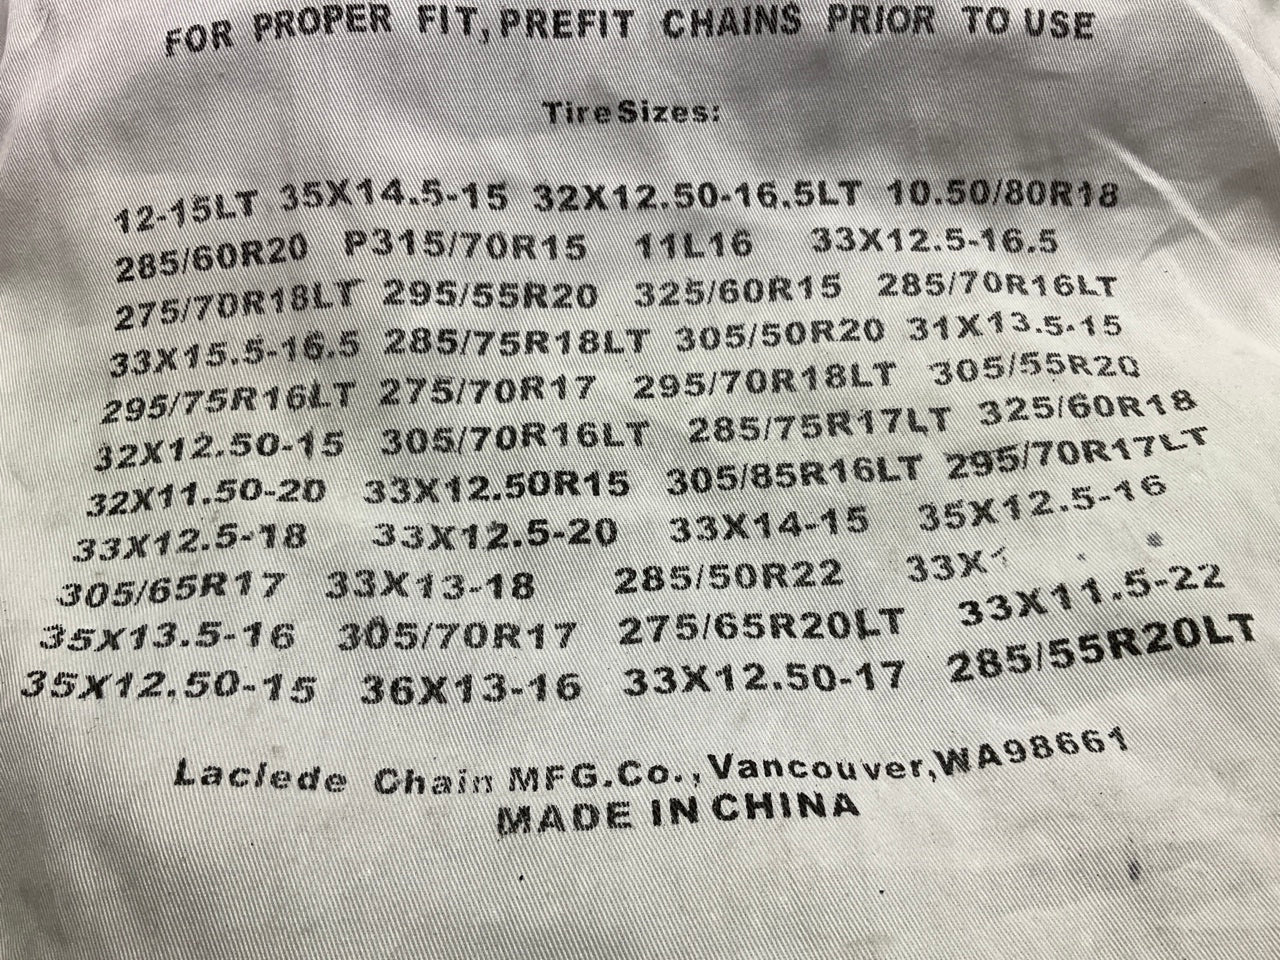 FOR PROPER FIT, PREFIT CHAINS PRIOR TO USE
Tire Sizes:
12-15LT 35X14.5-15 32X12.50-16.5LT 10.50/80R18
285/60R20 P315/70R15 11L16 33X12.5-16.5
275/70R18LT 295/55R20 325/60R15 285/70R16LT
33X15.5-16.5 285/75R18LT 305/50R20 31X13.5-15
295/75R16LT 275/70R17 295/70R18LT 305/55R20
32X12.50-15 305/70R16LT 285/75R17LT 325/60R18
32X11.50-20 33X12.50R15 305/85R16LT 295/70R17LT
33X12.5-18 33X12.5-20 33X14-15 35X12.5-16
305/65R17 33X13-18 285/50R22
35X13.5-16 305/70R17 275/65R20LT 33X11.5-22
35X12.50-15 36X13-16 33X12.50-17 285/55R20LT
Laclede Chain MFG.Co., Vancouver, WA98661
MADE IN CHINA